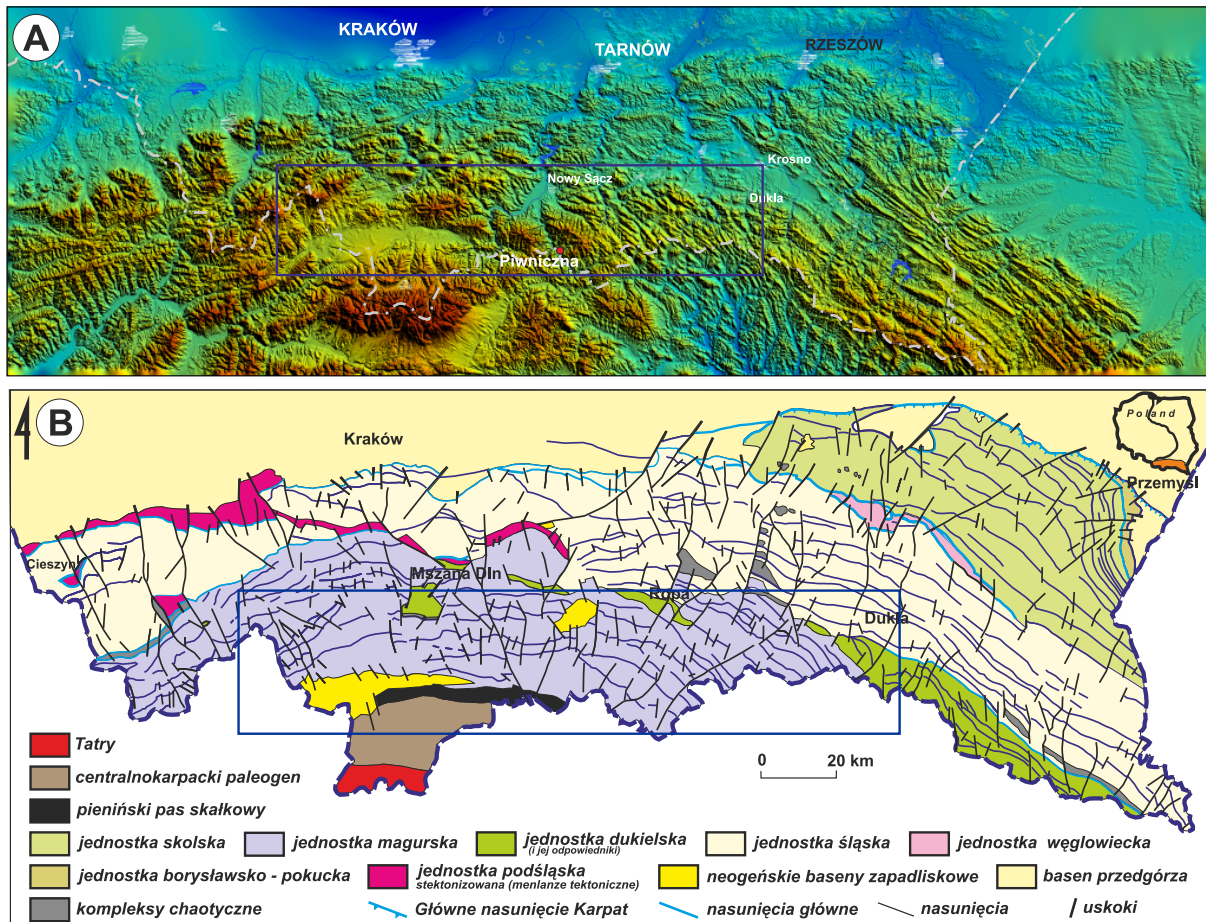 A
KRAKÓW
TARNÓW
RZESZÓW
Krosno
Nowy Sącz
Dukla
Piwniczna
B
Poland
Kraków
Przemyśl
Cieszyn
Mszana Dln
Ropa
Dukla
0 20 km
Tatry
centralnokarpacki paleogen
pieniński pas skałkowy
jednostka skolska
jednostka magurska
jednostka dukielska
(i jej odpowiedniki)
jednostka śląska
jednostka węglowiecka
jednostka borysławsko - pokucka
jednostka podśląska
stektonizowana (menlanze tektoniczne)
neogeńskie baseny zapadliskowe
basen przedgórza
kompleksy chaotyczne
Główne nasunięcie Karpat
nasunięcia główne
nasunięcia
uskoki